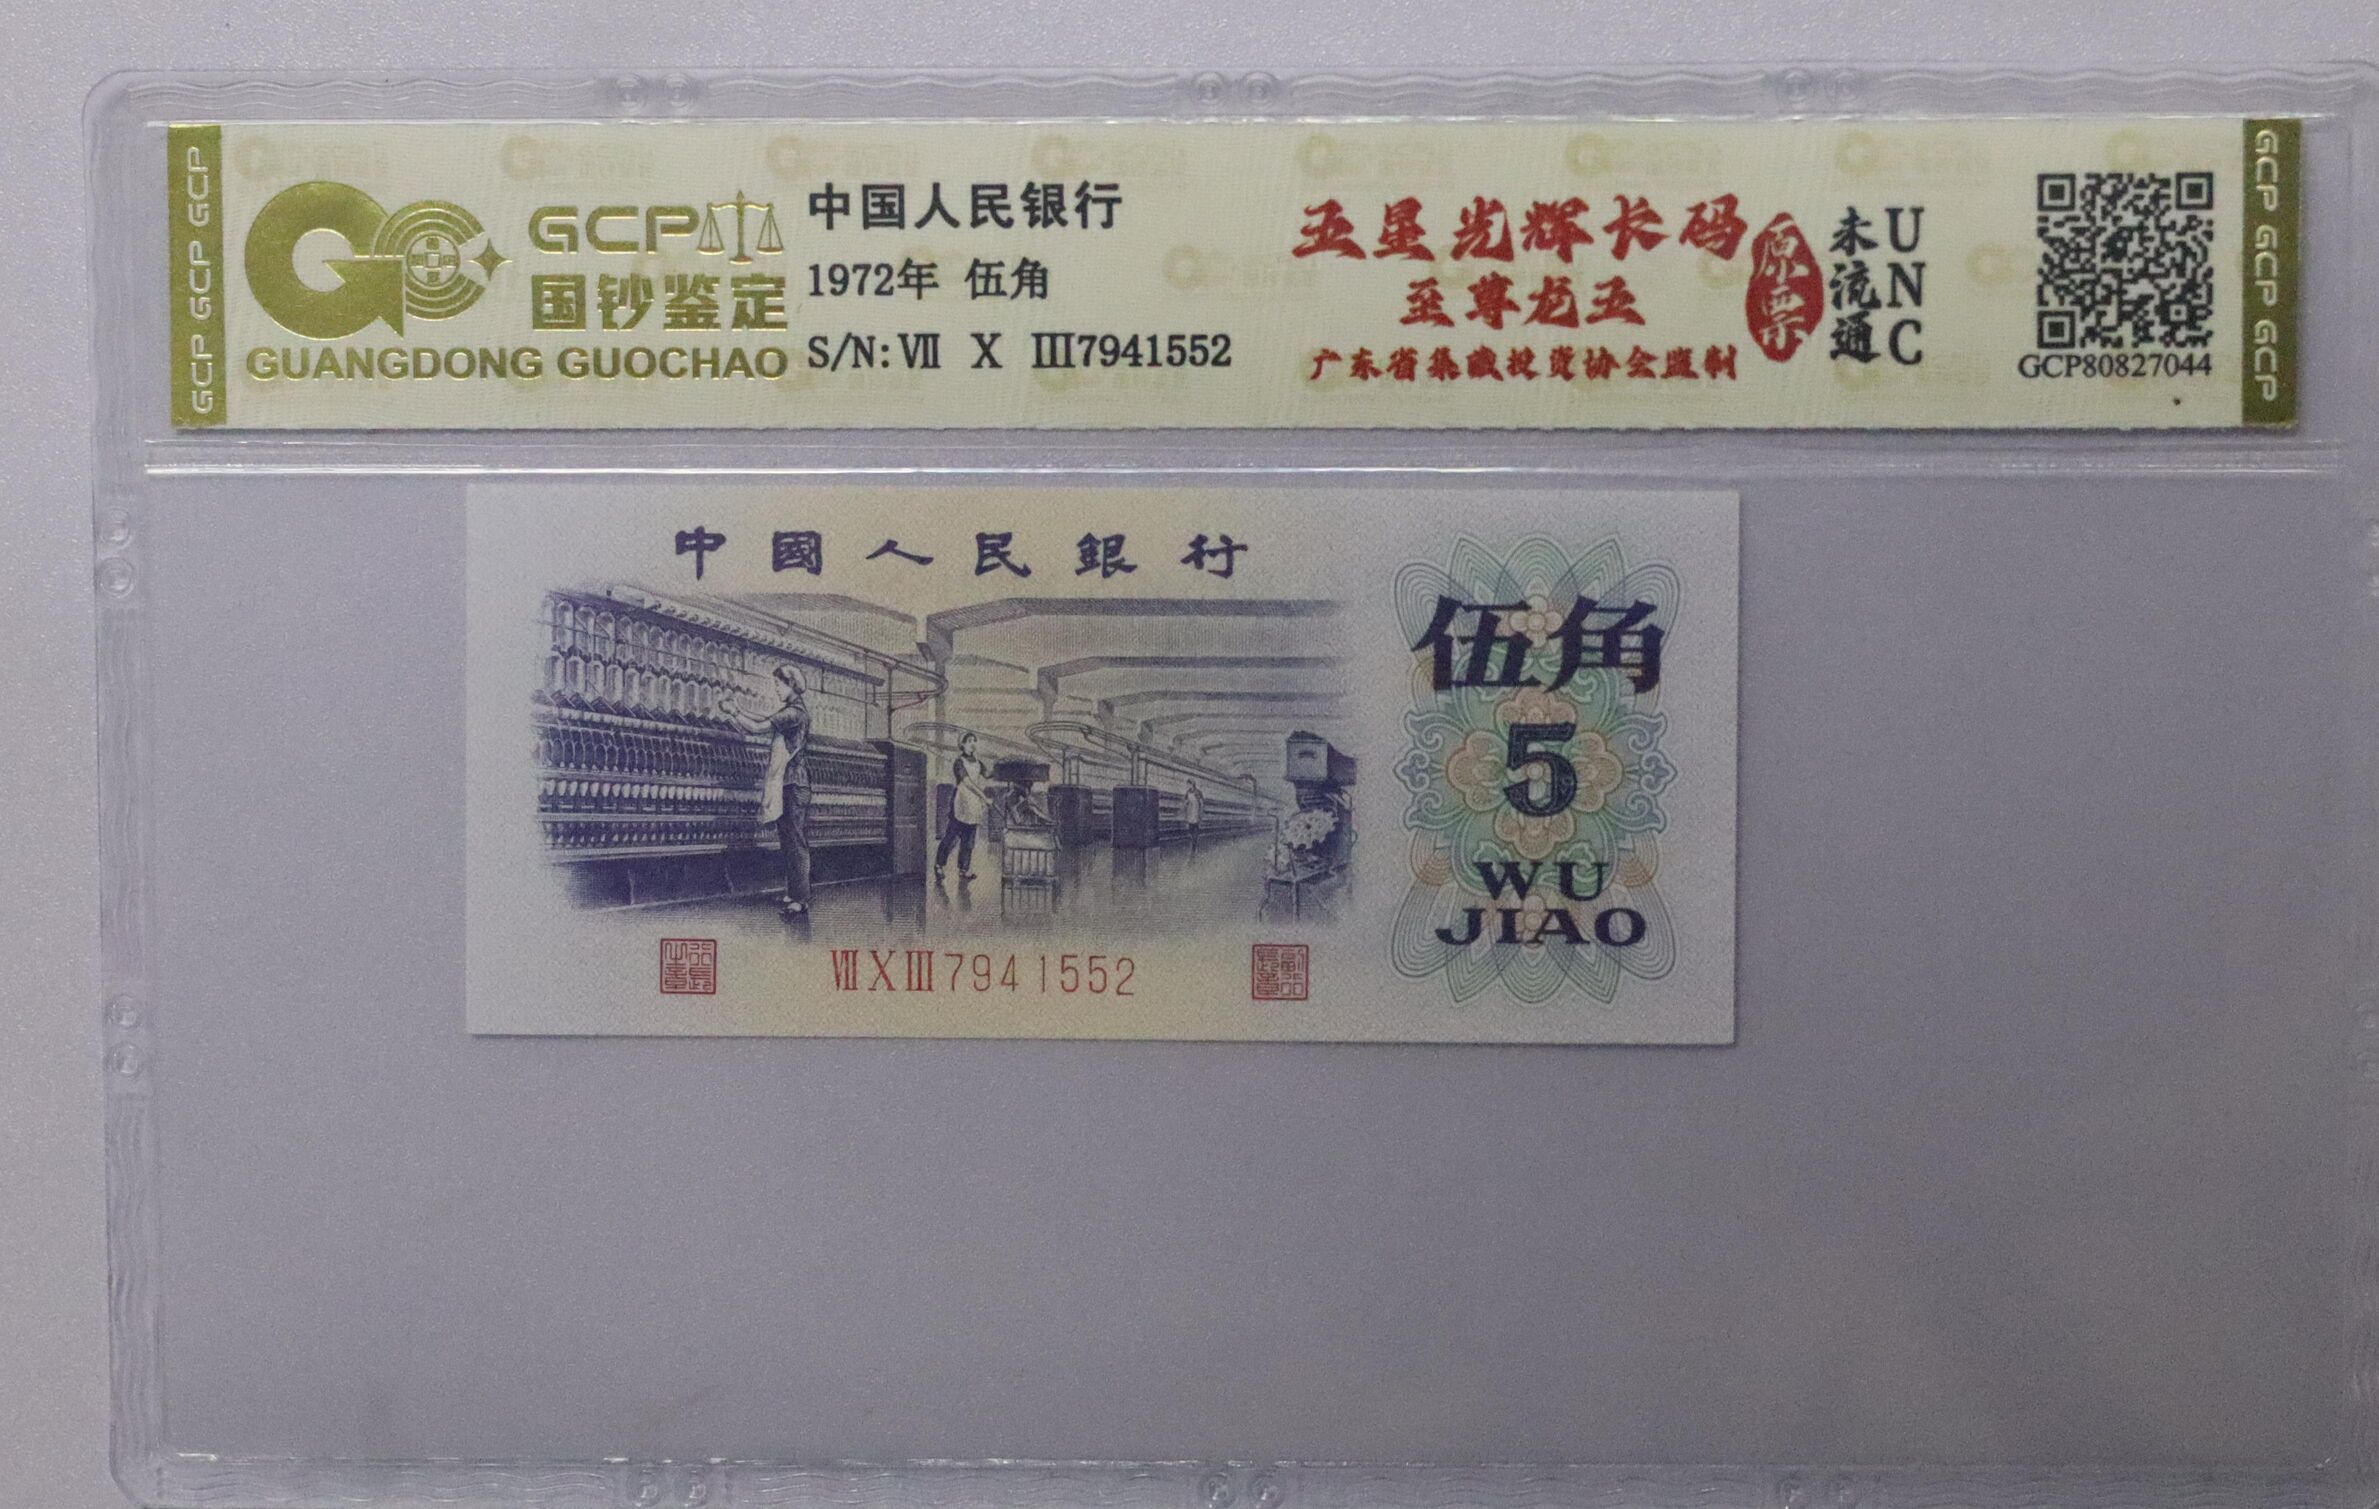 GCP GCP GCP
GCP
国钞鉴定
GUANGDONG GUOCHAO
中国人民银行
1972年 伍角
S/N: Ⅶ X Ⅲ7941552
五星光辉长码
至尊龙五
广东省集藏投资协会监制
原票
未流通
UNC
GCP80827044
GCP GCP GCP
中國人民銀行
伍角
5
WU
JIAO
ⅦXⅢ7941552